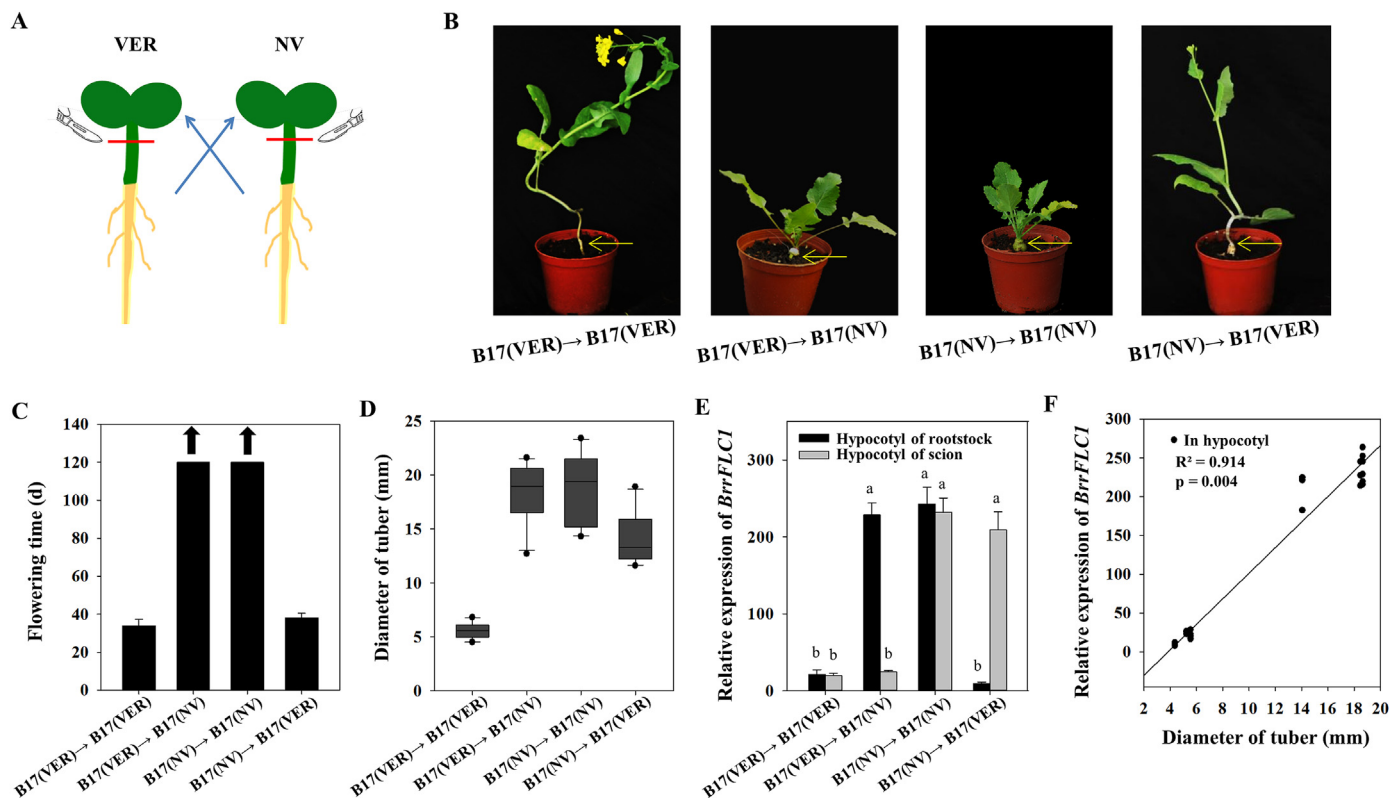 A
VER
NV
B
B17(VER)→ B17(VER)
B17(VER)→ B17(NV)
B17(NV)→ B17(NV)
B17(NV)→ B17(VER)
C
Flowering time (d)
140
120
100
80
60
40
20
0
B17(VER)→ B17(VER)
B17(VER)→ B17(NV)
B17(NV)→ B17(NV)
B17(NV)→ B17(VER)
D
Diameter of tuber (mm)
25
20
15
10
5
0
B17(VER)→ B17(VER)
B17(VER)→ B17(NV)
B17(NV)→ B17(NV)
B17(NV)→ B17(VER)
E
Relative expression of BrrFLC1
Hypocotyl of rootstock
Hypocotyl of scion
300
200
100
0
b b
a
b
a a
b
a
B17(VER)→ B17(VER)
B17(VER)→ B17(NV)
B17(NV)→ B17(NV)
B17(NV)→ B17(VER)
F
Relative expression of BrrFLC1
In hypocotyl
R² = 0.914
p = 0.004
300
250
200
150
100
50
0
2 4 6 8 10 12 14 16 18 20
Diameter of tuber (mm)